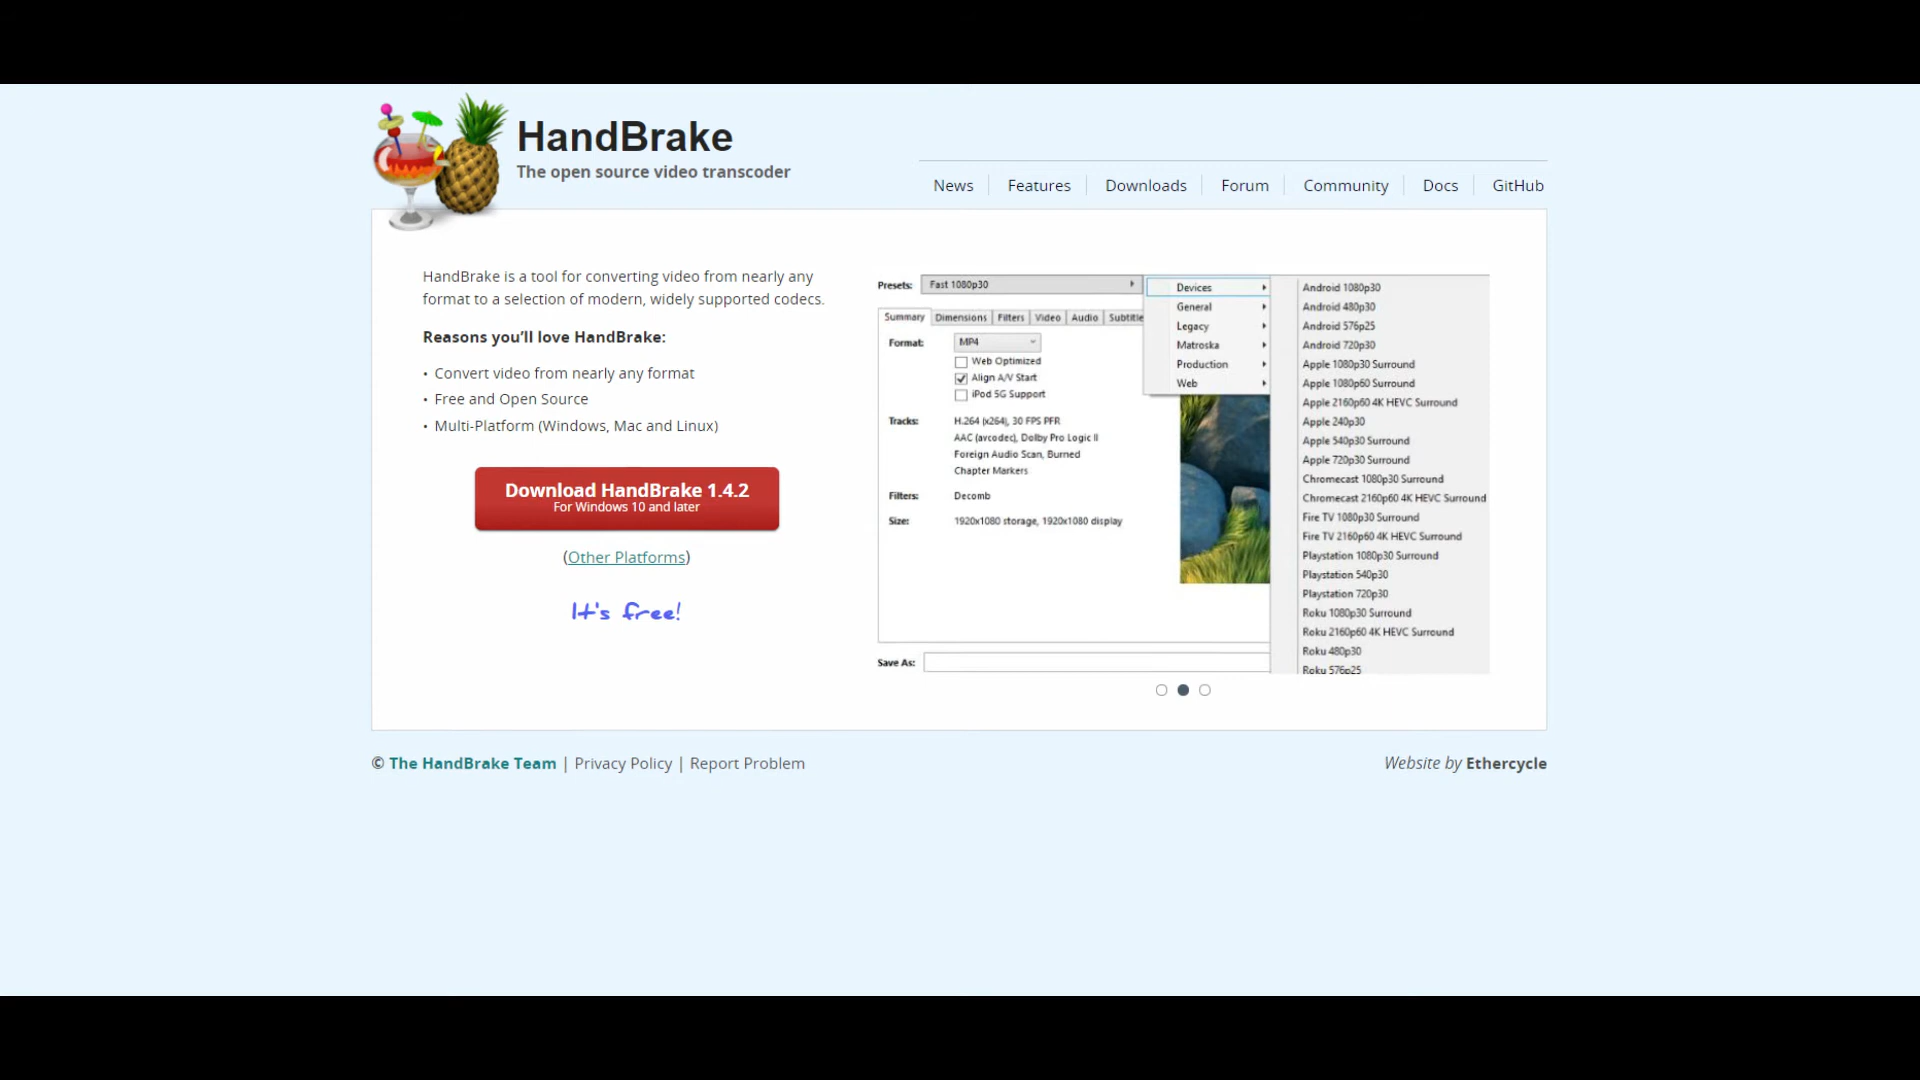 HandBrake
The open source video transcoder
News
Features
Downloads
Forum
Community
Docs
GitHub
HandBrake is a tool for converting video from nearly any
format to a selection of modern, widely supported codecs.
Reasons you’ll love HandBrake:
• Convert video from nearly any format
• Free and Open Source
• Multi-Platform (Windows, Mac and Linux)
Download HandBrake 1.4.2
For Windows 10 and later
(Other Platforms)
It's free!
Presets: Fast 1080p30
Summary Dimensions Filters Video Audio Subtitle
Format: MP4
Web Optimized
Align A/V Start
iPod 5G Support
Tracks: H.264 (x264), 30 FPS PFR
AAC (avcodec), Dolby Pro Logic II
Foreign Audio Scan, Burned
Chapter Markers
Filters: Decomb
Size: 1920x1080 storage, 1920x1080 display
Save As:
Devices
General
Legacy
Matroska
Production
Web
Android 1080p30
Android 480p30
Android 576p25
Android 720p30
Apple 1080p30 Surround
Apple 1080p60 Surround
Apple 2160p60 4K HEVC Surround
Apple 240p30
Apple 540p30 Surround
Apple 720p30 Surround
Chromecast 1080p30 Surround
Chromecast 2160p60 4K HEVC Surround
Fire TV 1080p30 Surround
Fire TV 2160p60 4K HEVC Surround
Playstation 1080p30 Surround
Playstation 540p30
Playstation 720p30
Roku 1080p30 Surround
Roku 2160p60 4K HEVC Surround
Roku 480p30
Roku 576p25
© The HandBrake Team | Privacy Policy | Report Problem
Website by Ethercycle